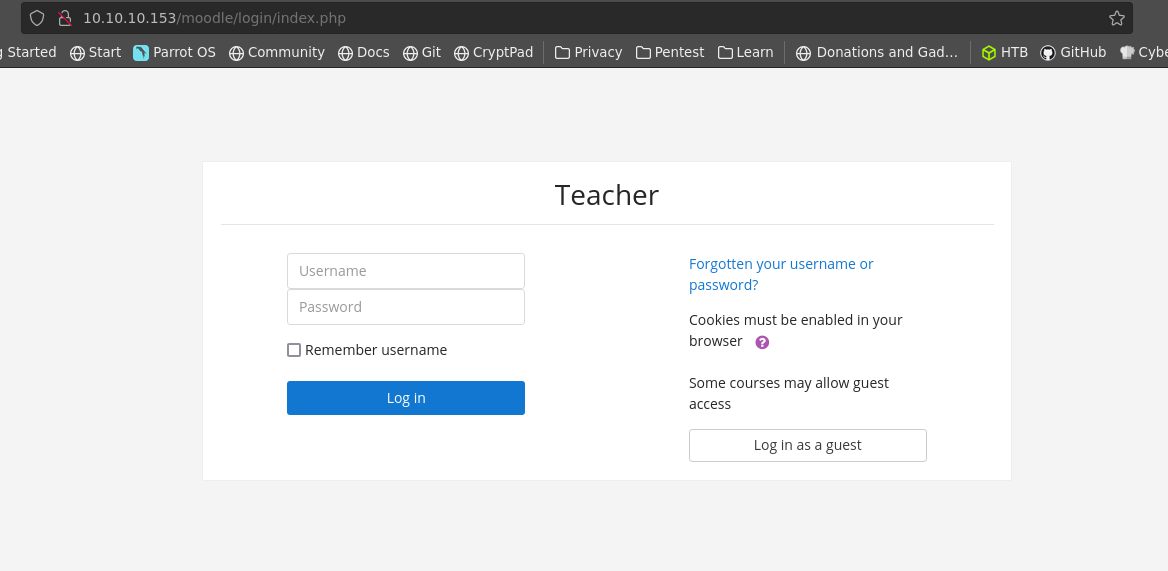 10.10.10.153/moodle/login/index.php
g Started Start Parrot OS Community Docs Git CryptPad Privacy Pentest Learn Donations and Gad... HTB GitHub Cybe
Teacher
Username
Password
Remember username
Log in
Forgotten your username or
password?
Cookies must be enabled in your
browser ?
Some courses may allow guest
access
Log in as a guest